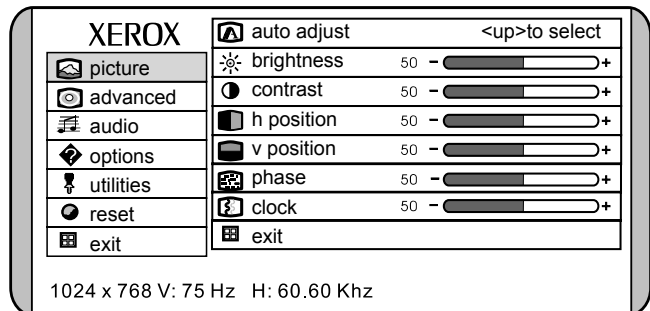 XEROX
picture
advanced
audio
options
utilities
reset
exit
auto adjust <up>to select
brightness 50 - +
contrast 50 - +
h position 50 - +
v position 50 - +
phase 50 - +
clock 50 - +
exit
1024 x 768 V: 75 Hz H: 60.60 Khz